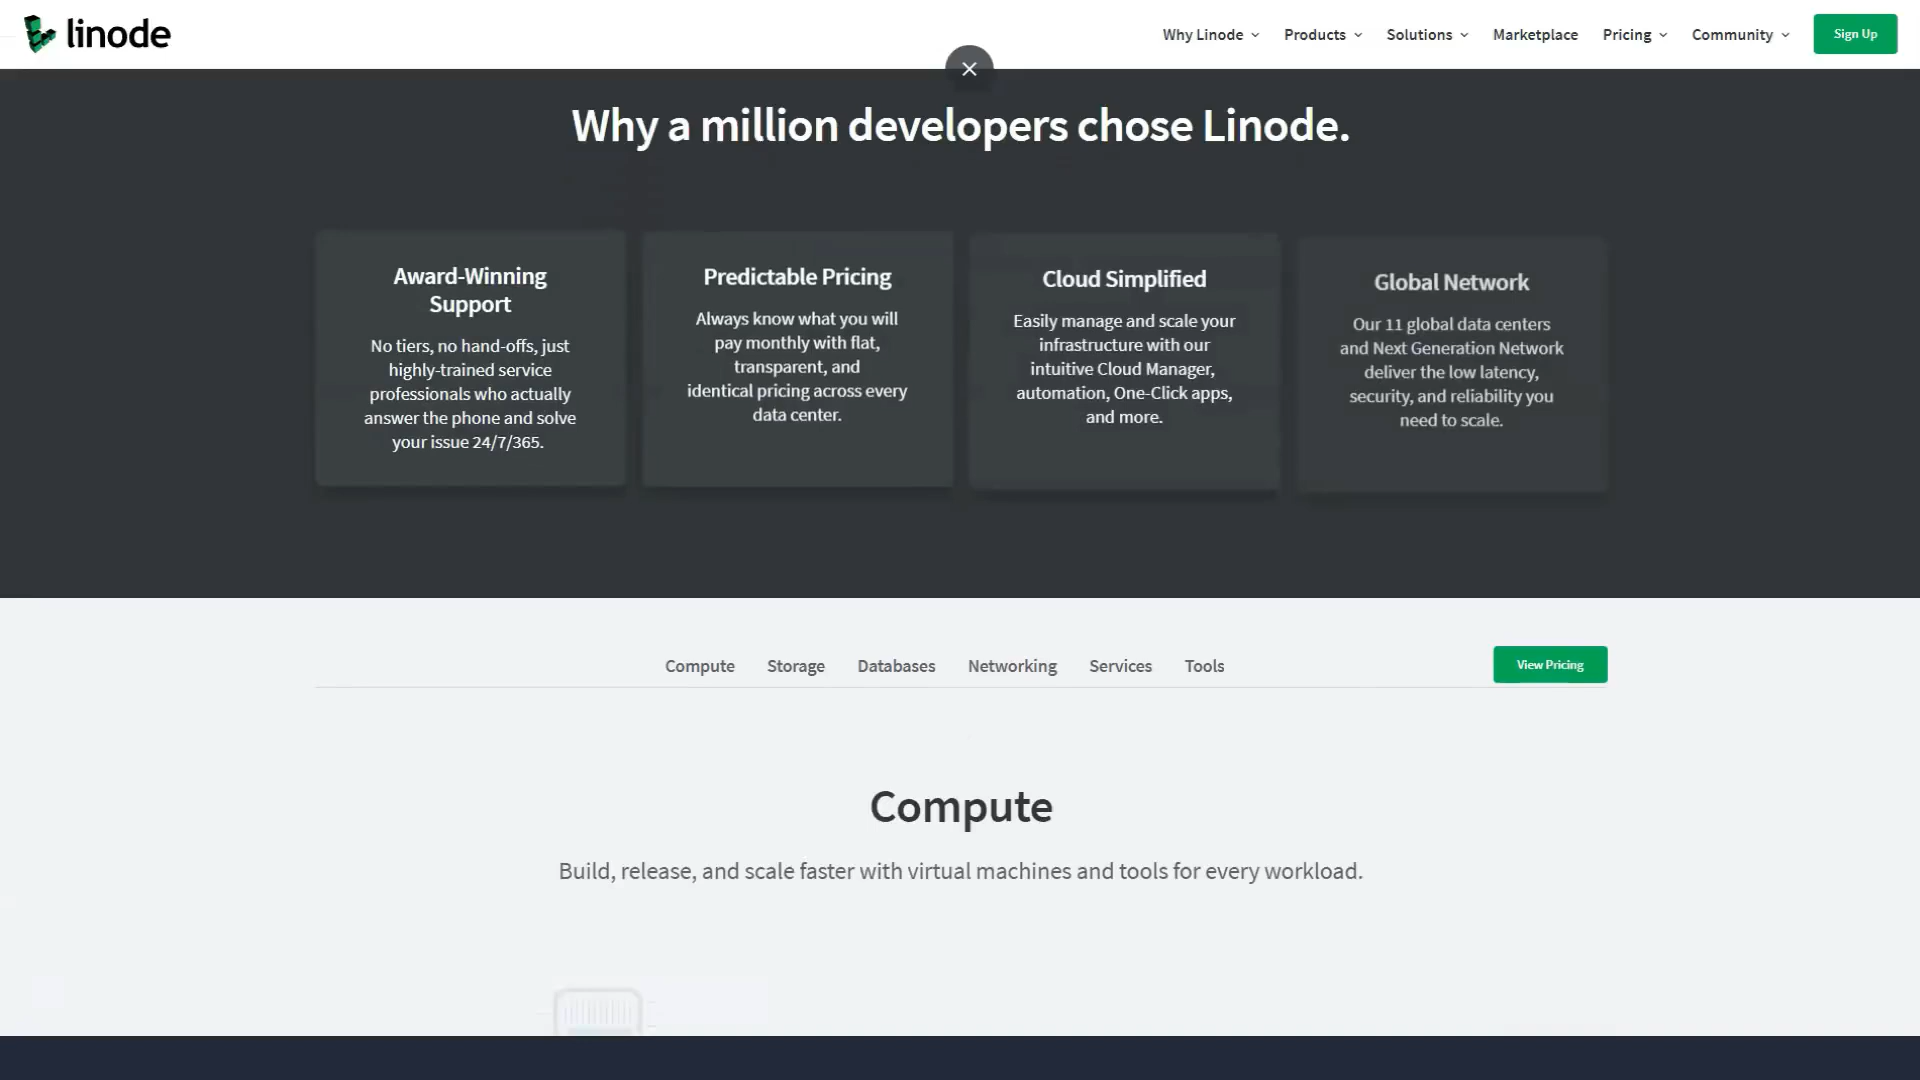 linode
Why Linode
Products
Solutions
Marketplace
Pricing
Community
Sign Up
Why a million developers chose Linode.
Award-Winning
Support
No tiers, no hand-offs, just
highly-trained service
professionals who actually
answer the phone and solve
your issue 24/7/365.
Predictable Pricing
Always know what you will
pay monthly with flat,
transparent, and
identical pricing across every
data center.
Cloud Simplified
Easily manage and scale your
infrastructure with our
intuitive Cloud Manager,
automation, One-Click apps,
and more.
Global Network
Our 11 global data centers
and Next Generation Network
deliver the low latency,
security, and reliability you
need to scale.
Compute
Storage
Databases
Networking
Services
Tools
View Pricing
Compute
Build, release, and scale faster with virtual machines and tools for every workload.